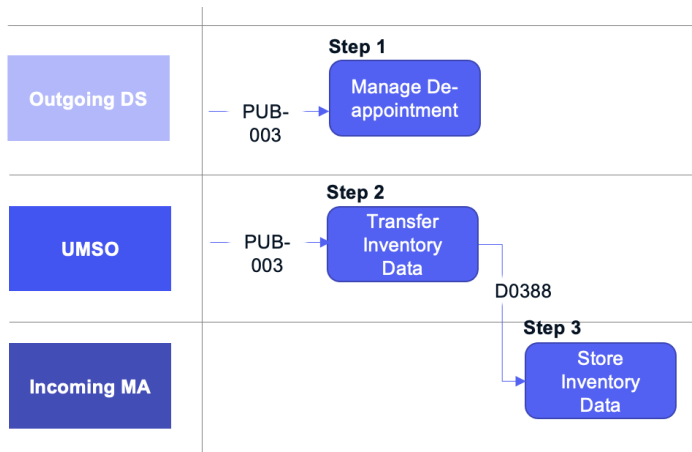 Step 1
Outgoing DS
PUB-
003
Manage De-
appointment
Step 2
UMSO
PUB-
003
Transfer
Inventory
Data
D0388
Step 3
Incoming MA
Store
Inventory
Data